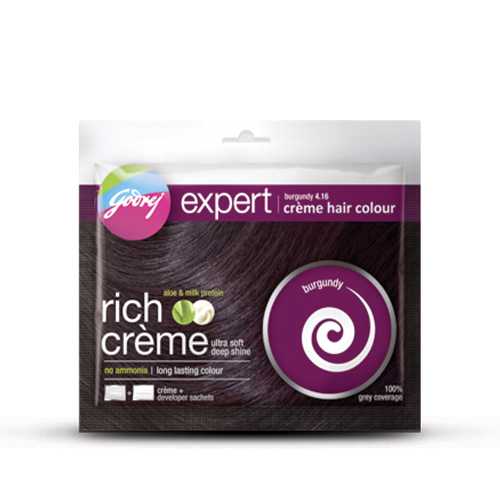 Godrej
expert
burgundy 4.16
crème hair colour
aloe & milk protein
rich
crème
ultra soft
deep shine
no ammonia | long lasting colour
+
crème +
developer sachets
burgundy
100%
grey coverage